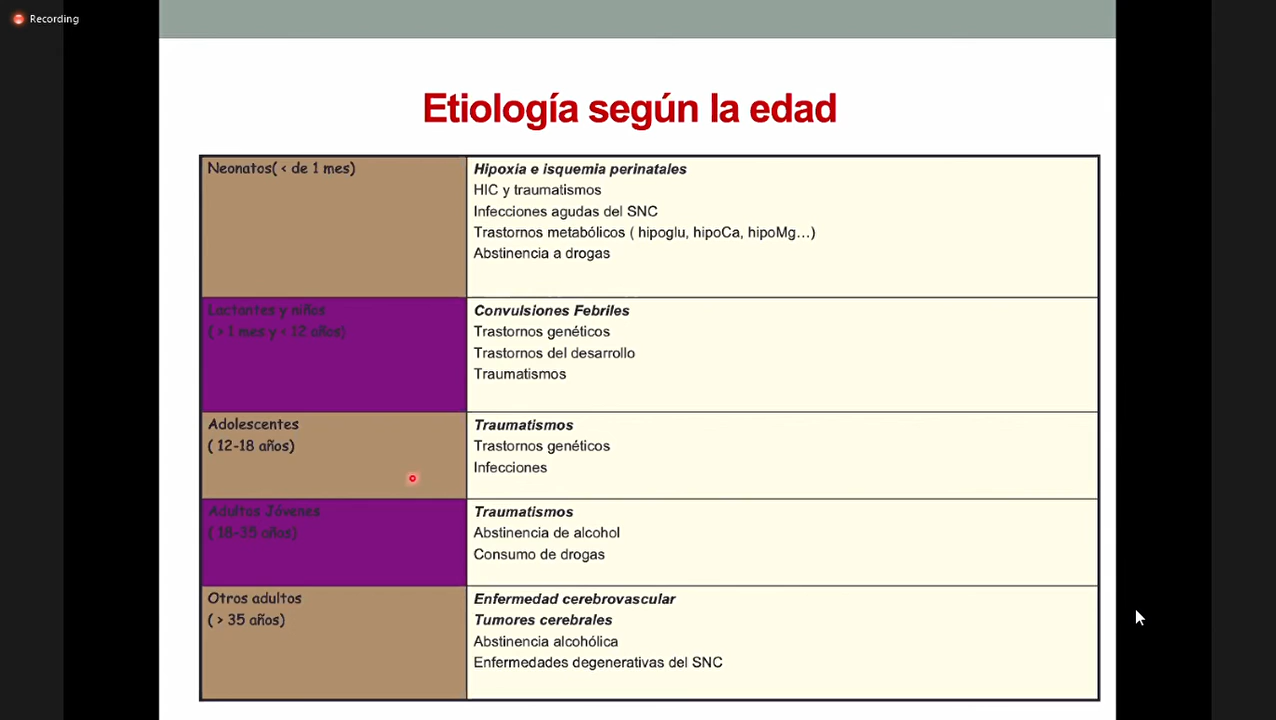 Recording
Etiología según la edad
Neonatos( < de 1 mes)
Hipoxia e isquemia perinatales
HIC y traumatismos
Infecciones agudas del SNC
Trastornos metabólicos ( hipoglu, hipoCa, hipoMg...)
Abstinencia a drogas
Lactantes y niños
( > 1 mes y < 12 años)
Convulsiones Febriles
Trastornos genéticos
Trastornos del desarrollo
Traumatismos
Adolescentes
( 12-18 años)
Traumatismos
Trastornos genéticos
Infecciones
Adultos Jóvenes
( 18-35 años)
Traumatismos
Abstinencia de alcohol
Consumo de drogas
Otros adultos
( > 35 años)
Enfermedad cerebrovascular
Tumores cerebrales
Abstinencia alcohólica
Enfermedades degenerativas del SNC